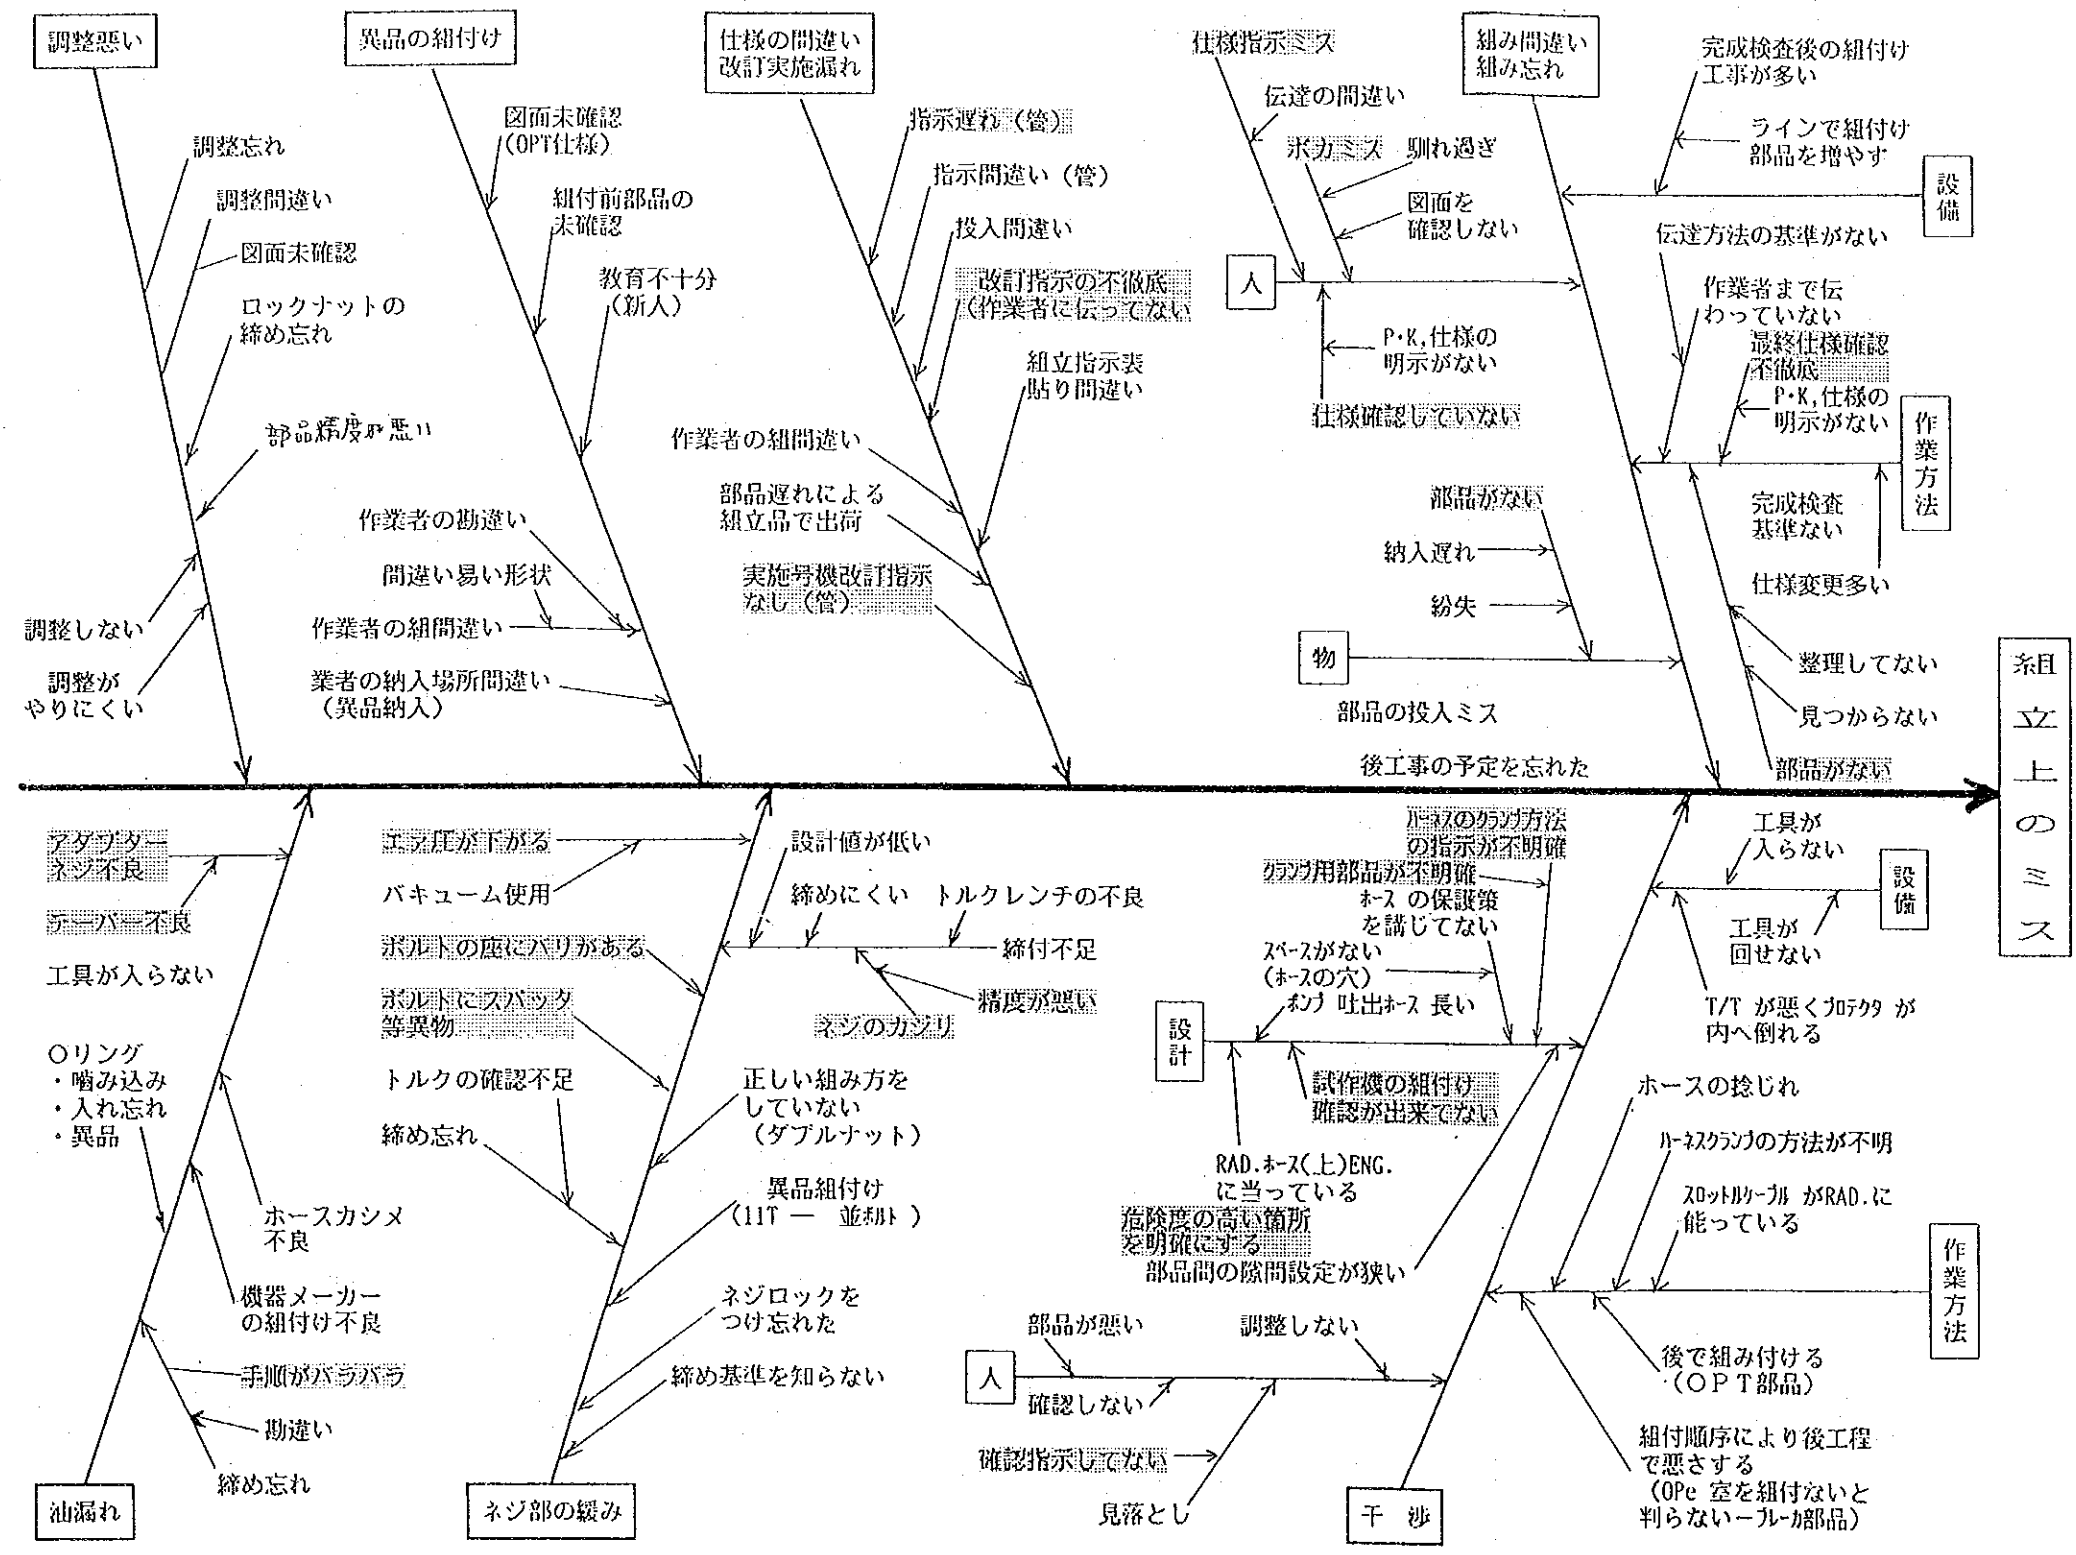 調整悪い
調整忘れ
調整間違い
図面未確認
ロックナットの
締め忘れ
部品精度が悪い
調整しない
調整が
やりにくい
異品の組付け
図面未確認
(OPT仕様)
組付前部品の
未確認
教育不十分
(新人)
作業者の勘違い
間違い易い形状
作業者の組間違い
業者の納入場所間違い
(異品納入)
仕様の間違い
改訂実施漏れ
指示遅れ(管)
指示間違い(管)
投入間違い
改訂指示の不徹底
(作業者に伝ってない
組立指示表
貼り間違い
作業者の組間違い
部品遅れによる
組立品で出荷
実施号機改訂指示
なし(管)
組み間違い
組み忘れ
仕様指示ミス
伝達の間違い
ポカミス
馴れ過ぎ
図面を
確認しない
人
P・K,仕様の
明示がない
仕様確認していない
部品がない
納入遅れ
紛失
物
部品の投入ミス
後工事の予定を忘れた
完成検査後の組付け
工事が多い
ラインで組付け
部品を増やす
設備
伝達方法の基準がない
作業者まで伝
わっていない
最終仕様確認
不徹底
P・K,仕様の
明示がない
作業方法
完成検査
基準ない
仕様変更多い
整理してない
見つからない
部品がない
組立上のミス
アダプター
ネジ不良
テーパー不良
工具が入らない
○リング
・噛み込み
・入れ忘れ
・異品
ホースカシメ
不良
機器メーカー
の組付け不良
手順がバラバラ
勘違い
締め忘れ
油漏れ
エア圧が下がる
バキューム使用
ボルトの座にバリがある
ボルトにスパッタ
等異物
トルクの確認不足
締め忘れ
設計値が低い
締めにくい
トルクレンチの不良
締付不足
精度が悪い
ネジのカジリ
正しい組み方を
していない
(ダブルナット)
異品組付け
(11T ― 並ボルト)
ネジロックを
つけ忘れた
締め基準を知らない
ネジ部の緩み
ハーネスのクランプ方法
の指示が不明確
クランプ用部品が不明確
ホース の保護策
を講じてない
スペースがない
(ホースの穴)
ポンプ 吐出ホース 長い
設計
試作機の組付け
確認が出来てない
RAD.ホース(上)ENG.
に当っている
危険度の高い箇所
を明確にする
部品間の隙間設定が狭い
部品が悪い
調整しない
人
確認しない
確認指示してない
見落とし
干渉
工具が
入らない
設備
工具が
回せない
T/T が悪くプロテクタ が
内へ倒れる
ホースの捻じれ
ハーネスクランプの方法が不明
スロットルケーブル がRAD.に
能っている
作業方法
後で組み付ける
(OPT部品)
組付順序により後工程
で悪さする
(OPe 室を組付ないと
判らない―ブレーカ部品)